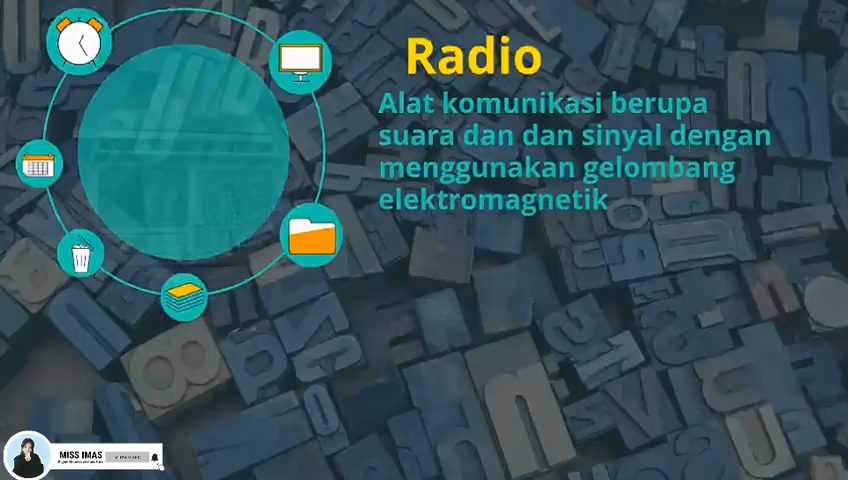 Radio
Alat komunikasi berupa
suara dan dan sinyal dengan
menggunakan gelombang
elektromagnetik
MISS IMAS